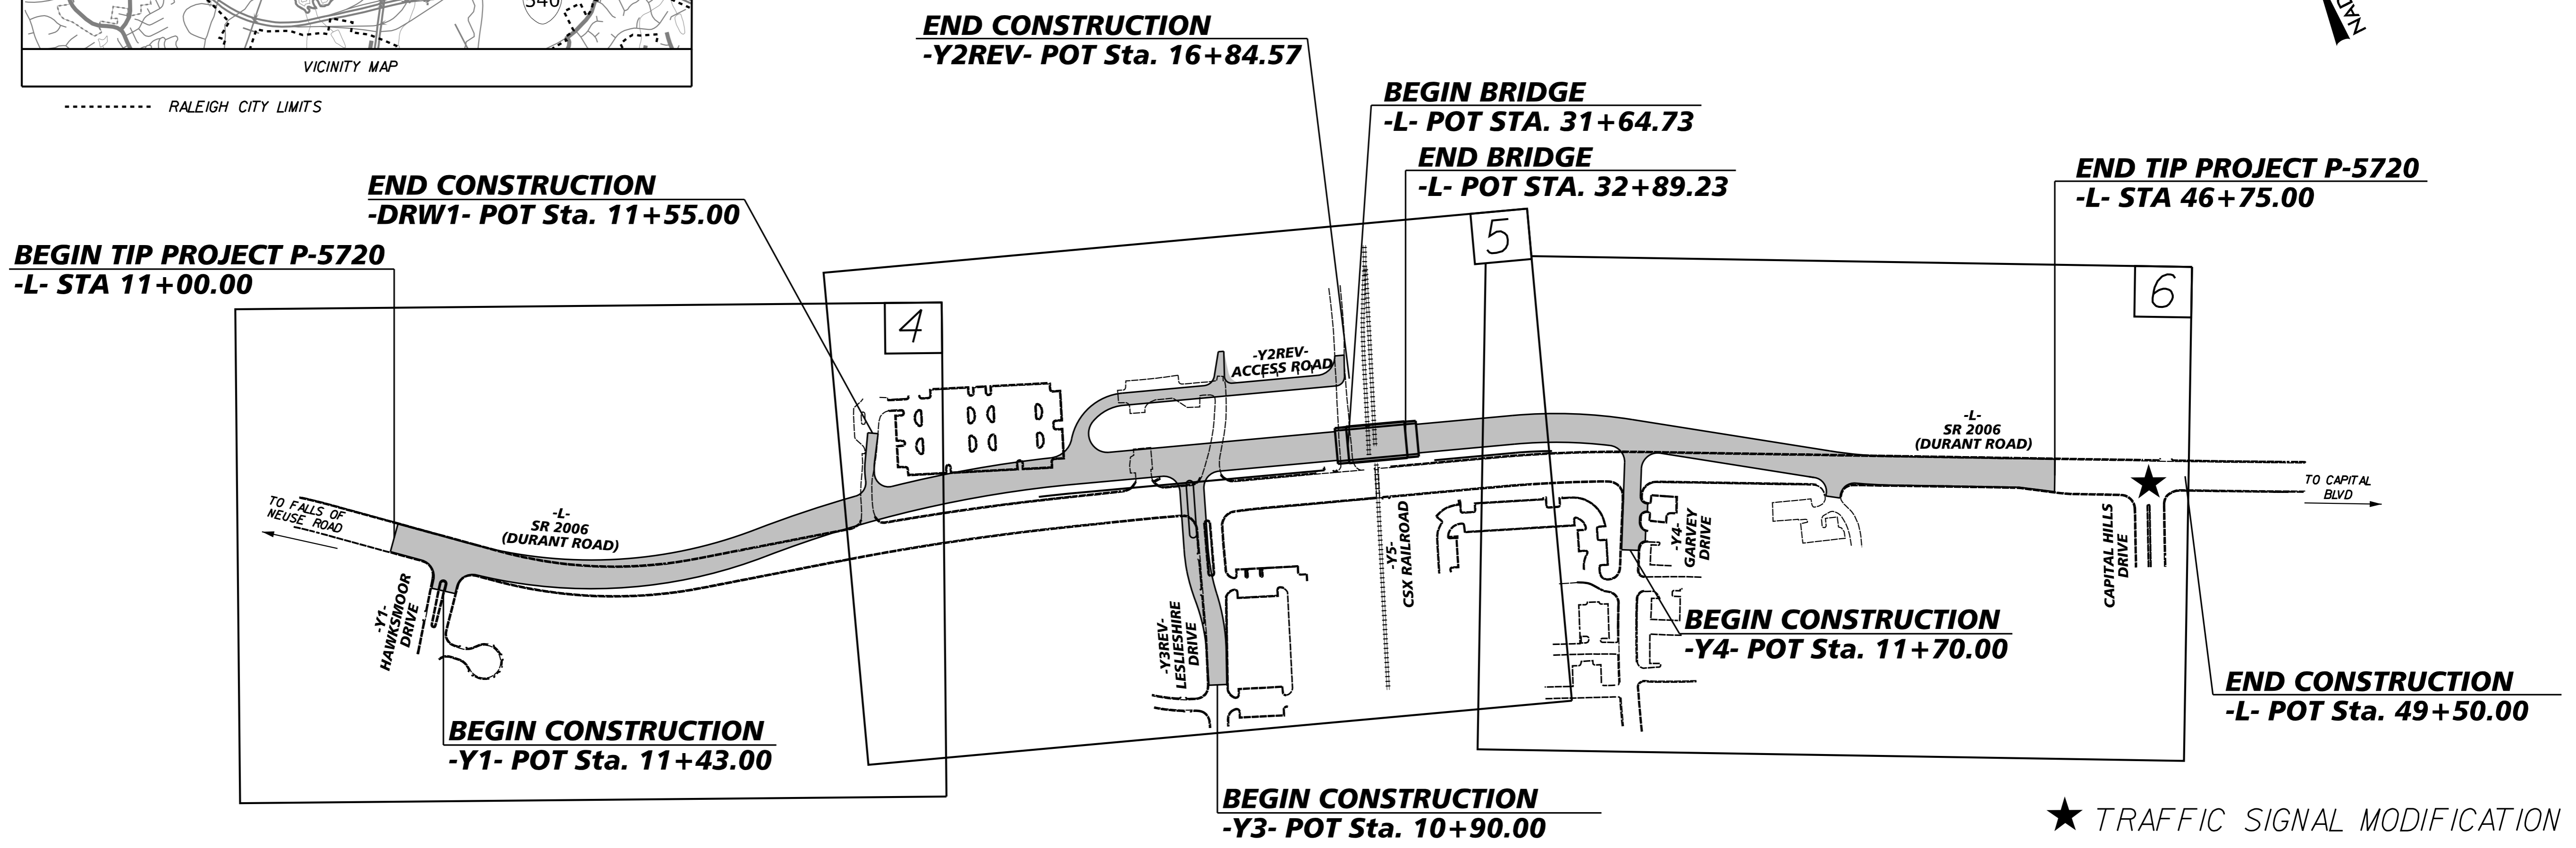 540
VICINITY MAP
RALEIGH CITY LIMITS
NAD
END CONSTRUCTION
-Y2REV- POT Sta. 16+84.57
BEGIN BRIDGE
-L- POT STA. 31+64.73
END BRIDGE
-L- POT STA. 32+89.23
END TIP PROJECT P-5720
-L- STA 46+75.00
END CONSTRUCTION
-DRW1- POT Sta. 11+55.00
BEGIN TIP PROJECT P-5720
-L- STA 11+00.00
4
5
6
-Y2REV-
ACCESS ROAD
-L-
SR 2006
(DURANT ROAD)
TO FALLS OF
NEUSE ROAD
-L-
SR 2006
(DURANT ROAD)
TO CAPITAL
BLVD
-Y1-
HAWKSMOOR
DRIVE
-Y3REV-
LESLIESHIRE
DRIVE
-Y5-
CSX RAILROAD
-Y4-
GARVEY
DRIVE
CAPITAL HILLS
DRIVE
BEGIN CONSTRUCTION
-Y4- POT Sta. 11+70.00
END CONSTRUCTION
-L- POT Sta. 49+50.00
BEGIN CONSTRUCTION
-Y1- POT Sta. 11+43.00
BEGIN CONSTRUCTION
-Y3- POT Sta. 10+90.00
★ TRAFFIC SIGNAL MODIFICATION